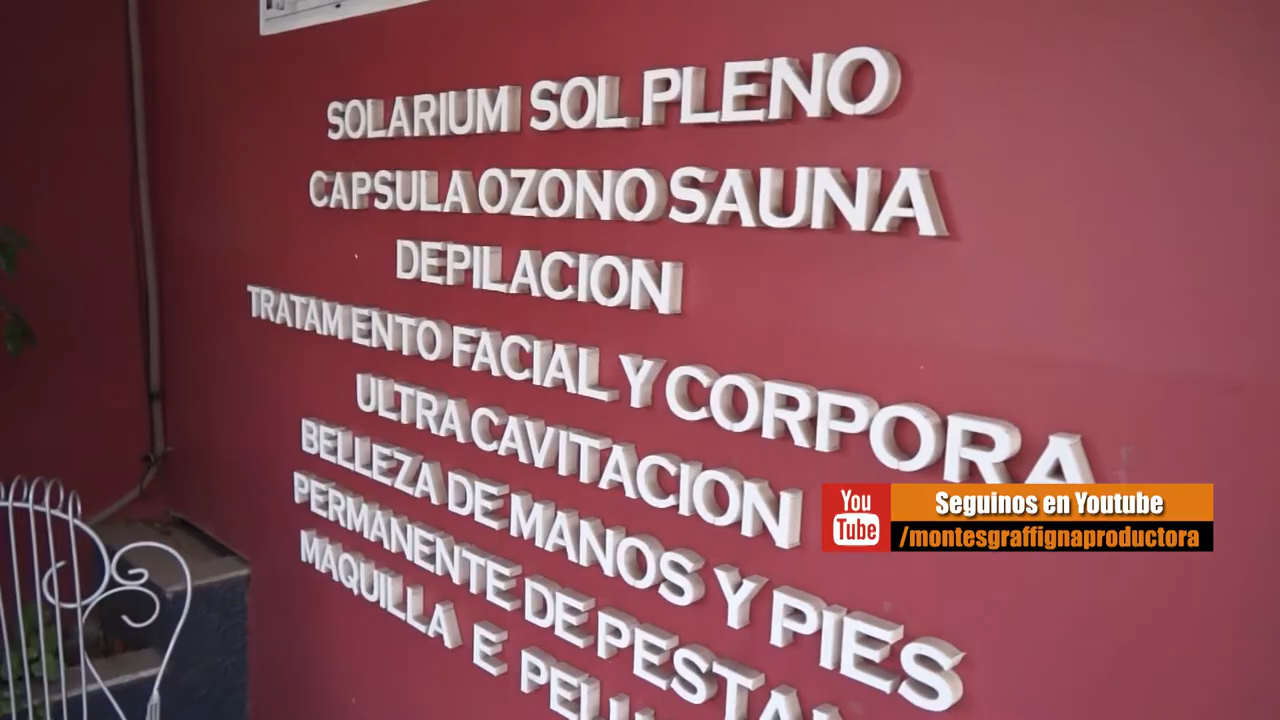 SOLARIUM SOL PLENO
CAPSULA OZONO SAUNA
DEPILACION
TRATAMIENTO FACIAL Y CORPORA
ULTRA CAVITACION
BELLEZA DE MANOS Y PIES
PERMANENTE DE PESTA
MAQUILLA E PELU
You Tube
Seguinos en Youtube
/montesgraffignaproductora